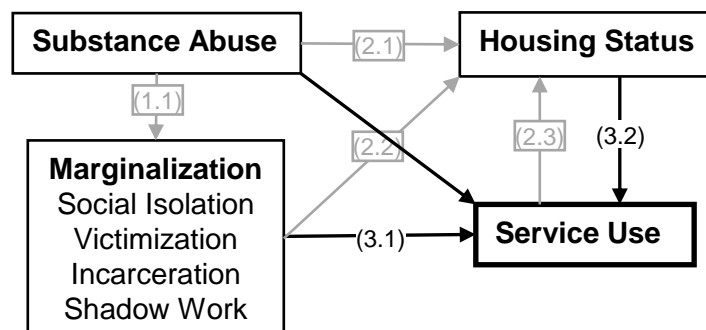 Substance Abuse
(2.1)
Housing Status
(1.1)
(2.2)
(2.3)
(3.2)
Marginalization
Social Isolation
Victimization
Incarceration
Shadow Work
(3.1)
Service Use